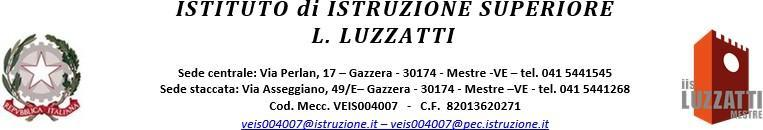 ISTITUTO di ISTRUZIONE SUPERIORE
L. LUZZATTI
Sede centrale: Via Perlan, 17 – Gazzera - 30174 - Mestre -VE – tel. 041 5441545
Sede staccata: Via Asseggiano, 49/E– Gazzera - 30174 - Mestre –VE - tel. 041 5441268
Cod. Mecc. VEIS004007 - C.F. 82013620271
veis004007@istruzione.it – veis004007@pec.istruzione.it
REPVBBLICA ITALIANA
iis
LUZZATTI
MESTRE